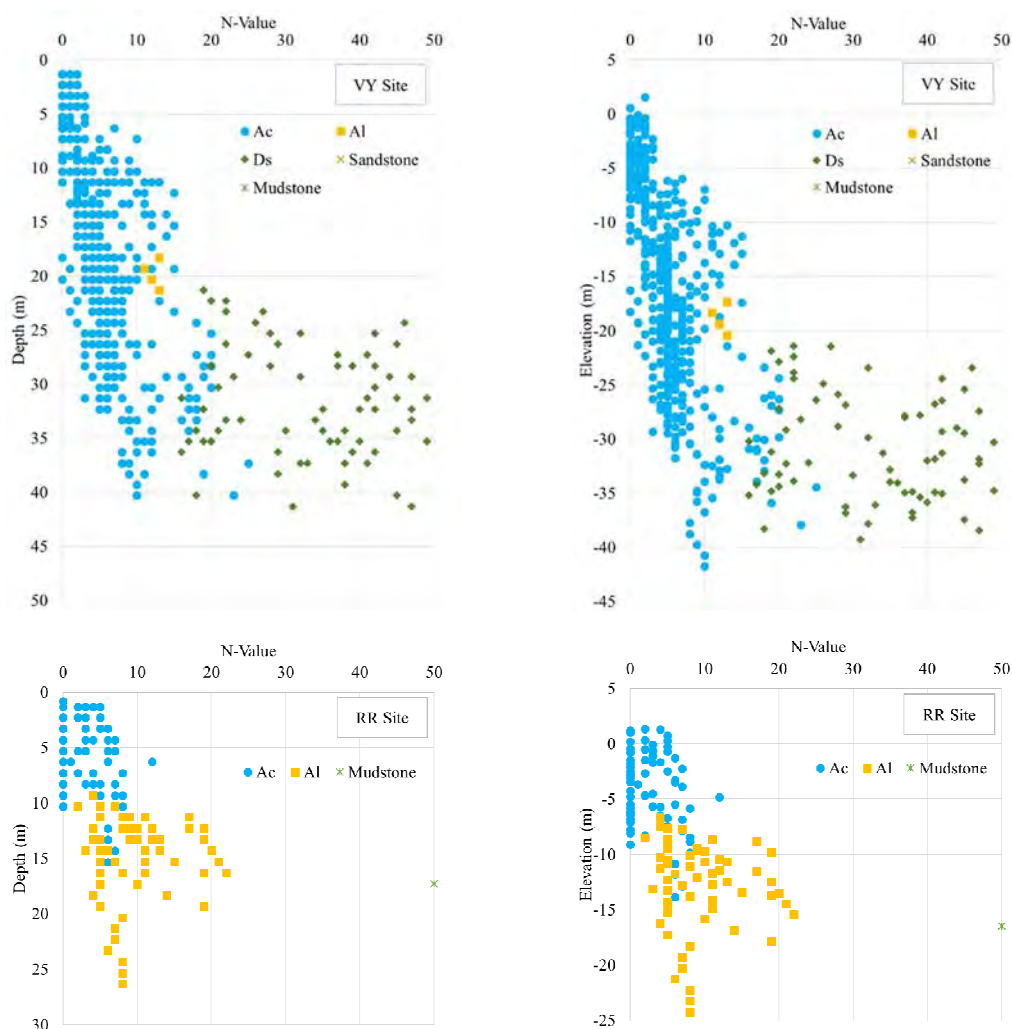 N-Value
0 10 20 30 40 50
0
VY Site
5
Ac Al
10
Ds Sandstone
Mudstone
15
20
25
30
35
40
45
50
Depth (m)
N-Value
0 10 20 30 40 50
5
VY Site
0
Ac Al
Ds Sandstone
-5
Mudstone
-10
-15
-20
-25
-30
-35
-40
-45
Elevation (m)
N-Value
0 10 20 30 40 50
0
RR Site
5
Ac Al Mudstone
10
15
20
25
30
Depth (m)
N-Value
0 10 20 30 40 50
5
RR Site
0
Ac Al Mudstone
-5
-10
-15
-20
-25
Elevation (m)